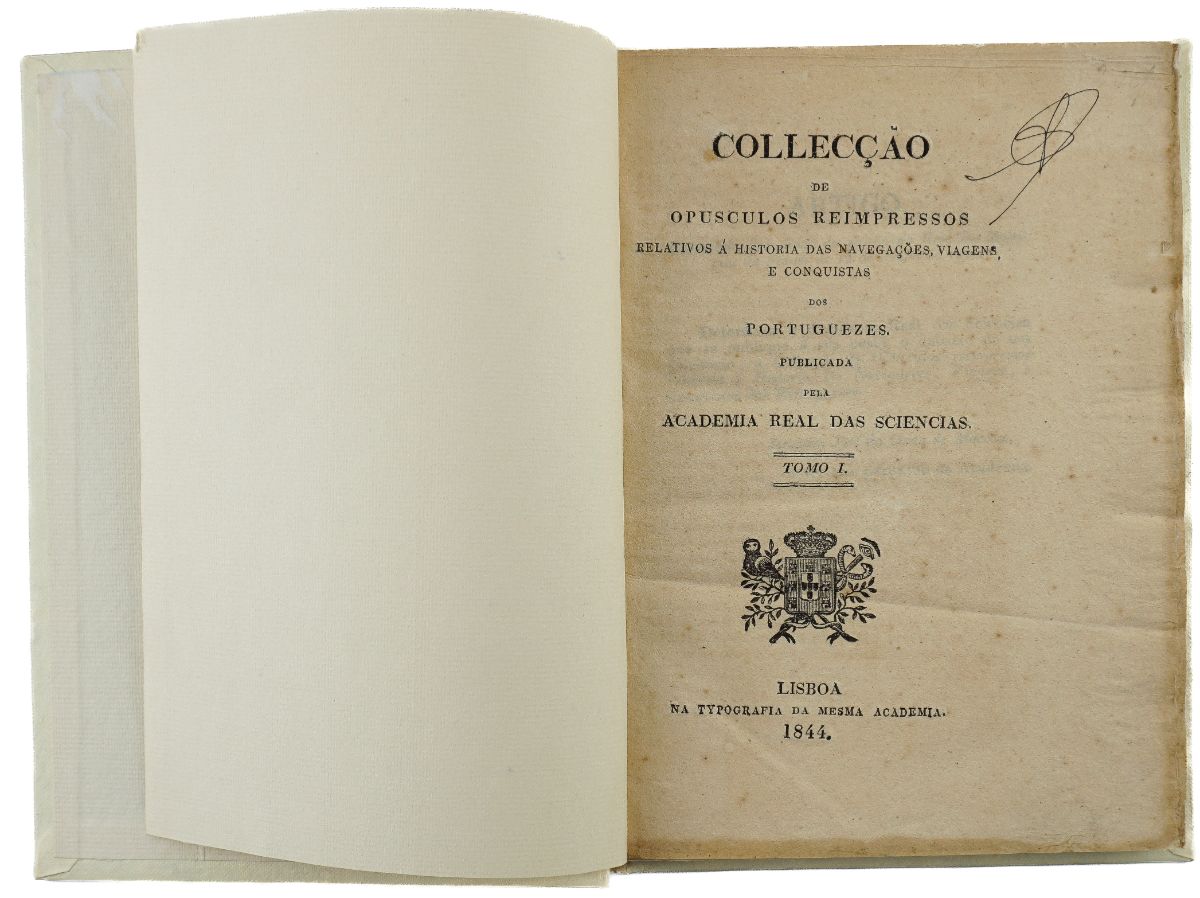 COLLECÇÃO
DE
OPUSCULOS REIMPRESSOS
RELATIVOS Á HISTORIA DAS NAVEGAÇÕES, VIAGENS,
E CONQUISTAS
DOS
PORTUGUEZES.
PUBLICADA
PELA
ACADEMIA REAL DAS SCIENCIAS.
TOMO I.
LISBOA
NA TYPOGRAFIA DA MESMA ACADEMIA.
1844.